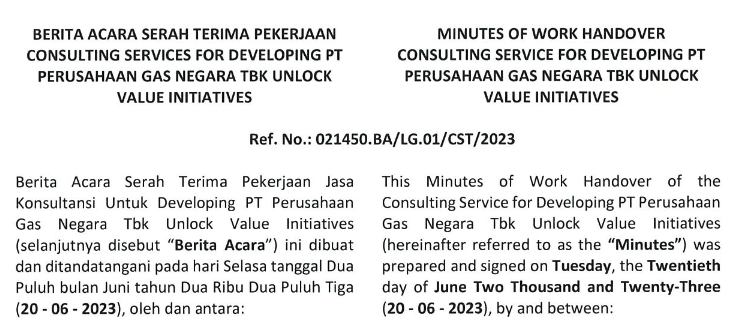 BERITA ACARA SERAH TERIMA PEKERJAAN
CONSULTING SERVICES FOR DEVELOPING PT
PERUSAHAAN GAS NEGARA TBK UNLOCK
VALUE INITIATIVES
MINUTES OF WORK HANDOVER
CONSULTING SERVICE FOR DEVELOPING PT
PERUSAHAAN GAS NEGARA TBK UNLOCK
VALUE INITIATIVES
Ref. No.: 021450.BA/LG.01/CST/2023
Berita Acara Serah Terima Pekerjaan Jasa
Konsultansi Untuk Developing PT Perusahaan
Gas Negara Tbk Unlock Value Initiatives
(selanjutnya disebut “Berita Acara”) ini dibuat
dan ditandatangani pada hari Selasa tanggal Dua
Puluh bulan Juni tahun Dua Ribu Dua Puluh Tiga
(20 - 06 - 2023), oleh dan antara:
This Minutes of Work Handover of the
Consulting Service for Developing PT Perusahaan
Gas Negara Tbk Unlock Value Initiatives
(hereinafter referred to as the “Minutes”) was
prepared and signed on Tuesday, the Twentieth
day of June Two Thousand and Twenty-Three
(20 - 06 - 2023), by and between: